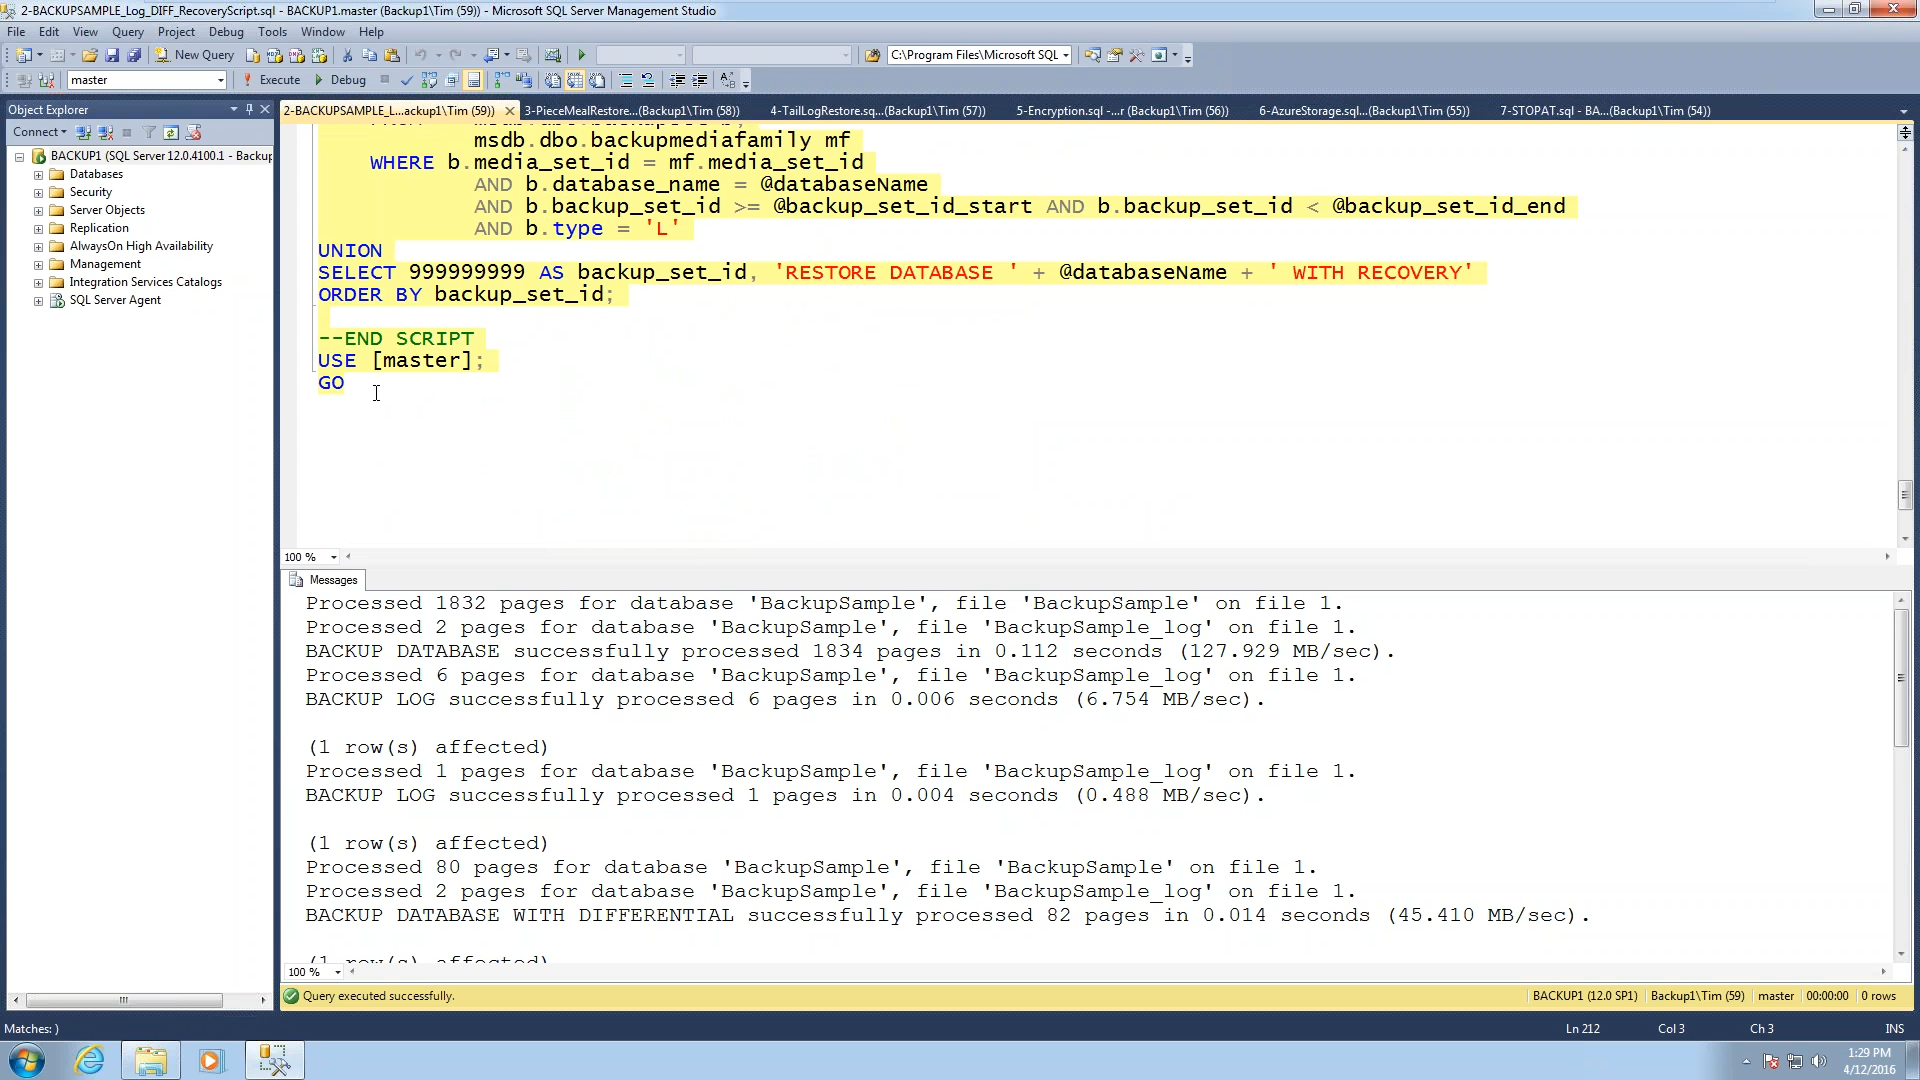 2-BACKUPSAMPLE_Log_DIFF_RecoveryScript.sql - BACKUP1.master (Backup1\Tim (59)) - Microsoft SQL Server Management Studio
File Edit View Query Project Debug Tools Window Help
New Query C:\Program Files\Microsoft SQL
master Execute Debug
Object Explorer
Connect
BACKUP1 (SQL Server 12.0.4100.1 - Backup
Databases
Security
Server Objects
Replication
AlwaysOn High Availability
Management
Integration Services Catalogs
SQL Server Agent
2-BACKUPSAMPLE_L...ackup1\Tim (59)) 3-PieceMealRestore...(Backup1\Tim (58)) 4-TailLogRestore.sq...(Backup1\Tim (57)) 5-Encryption.sql -...r (Backup1\Tim (56)) 6-AzureStorage.sql...(Backup1\Tim (55)) 7-STOPAT.sql - BA...(Backup1\Tim (54))
msdb.dbo.backupmediafamily mf
WHERE b.media_set_id = mf.media_set_id
AND b.database_name = @databaseName
AND b.backup_set_id >= @backup_set_id_start AND b.backup_set_id < @backup_set_id_end
AND b.type = 'L'
UNION
SELECT 999999999 AS backup_set_id, 'RESTORE DATABASE ' + @databaseName + ' WITH RECOVERY'
ORDER BY backup_set_id;
--END SCRIPT
USE [master];
GO
100 %
Messages
Processed 1832 pages for database 'BackupSample', file 'BackupSample' on file 1.
Processed 2 pages for database 'BackupSample', file 'BackupSample_log' on file 1.
BACKUP DATABASE successfully processed 1834 pages in 0.112 seconds (127.929 MB/sec).
Processed 6 pages for database 'BackupSample', file 'BackupSample_log' on file 1.
BACKUP LOG successfully processed 6 pages in 0.006 seconds (6.754 MB/sec).
(1 row(s) affected)
Processed 1 pages for database 'BackupSample', file 'BackupSample_log' on file 1.
BACKUP LOG successfully processed 1 pages in 0.004 seconds (0.488 MB/sec).
(1 row(s) affected)
Processed 80 pages for database 'BackupSample', file 'BackupSample' on file 1.
Processed 2 pages for database 'BackupSample', file 'BackupSample_log' on file 1.
BACKUP DATABASE WITH DIFFERENTIAL successfully processed 82 pages in 0.014 seconds (45.410 MB/sec).
(1 row(s) affected)
100 %
Query executed successfully. BACKUP1 (12.0 SP1) Backup1\Tim (59) master 00:00:00 0 rows
Matches: ) Ln 212 Col 3 Ch 3 INS
1:29 PM
4/12/2016